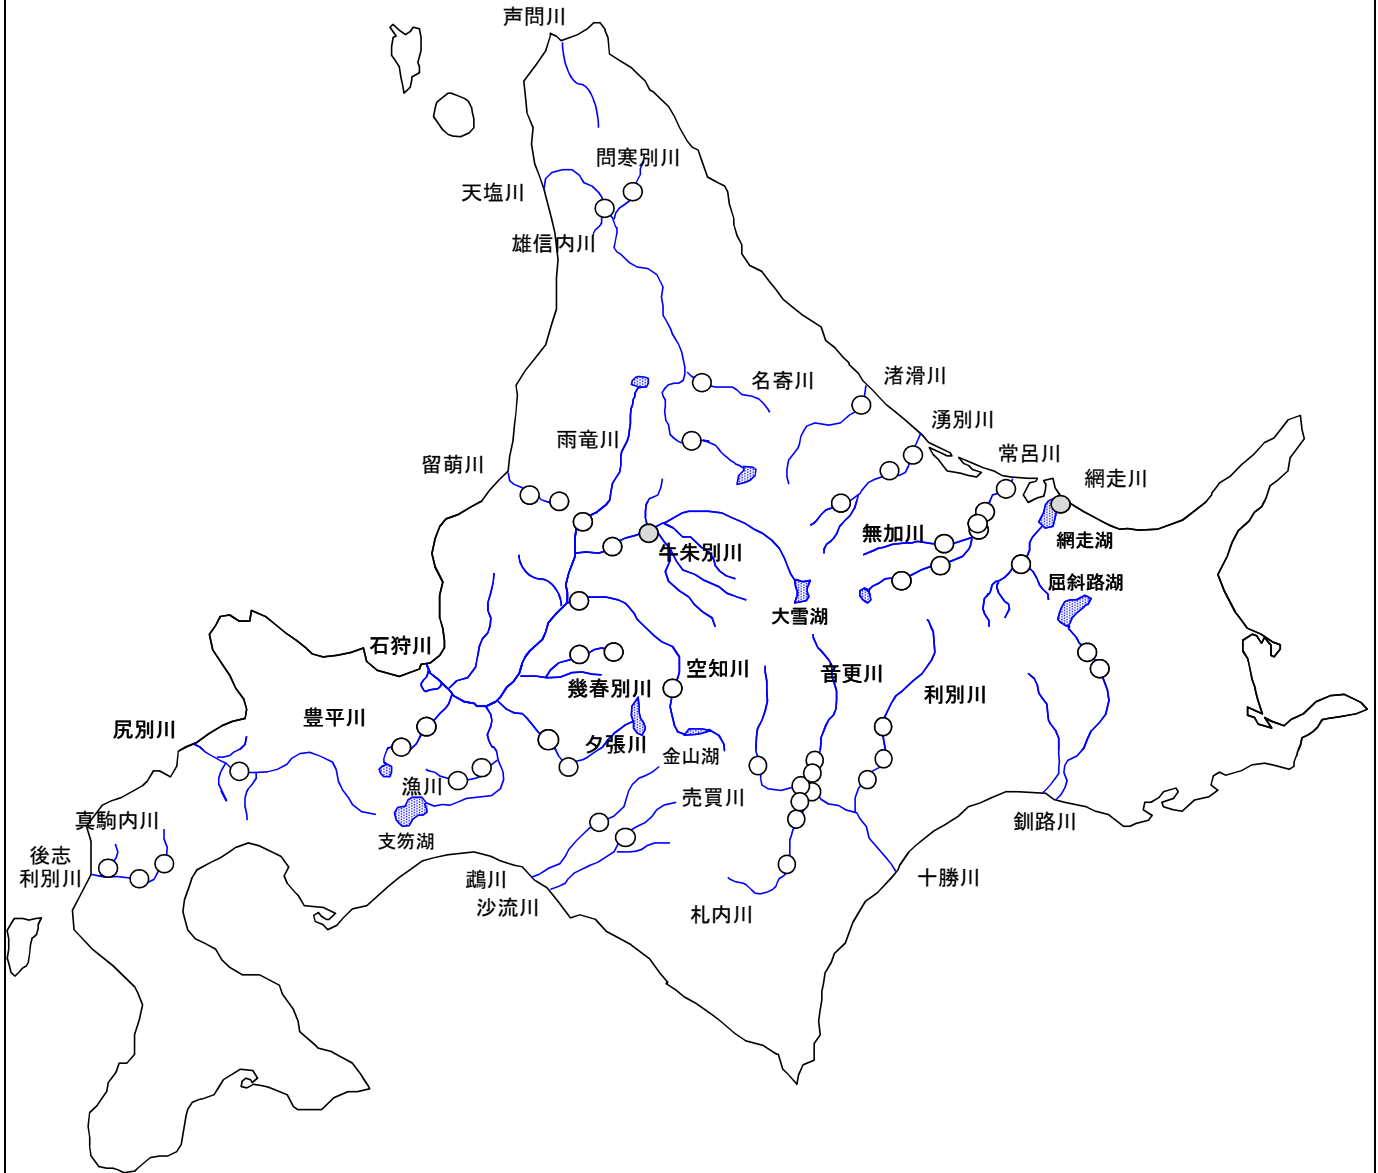 声問川
問寒別川
天塩川
雄信内川
名寄川
渚滑川
湧別川
雨竜川
常呂川
留萌川
網走川
無加川
網走湖
牛朱別川
屈斜路湖
大雪湖
石狩川
空知川
音更川
幾春別川
利別川
豊平川
尻別川
夕張川
金山湖
漁川
売買川
真駒内川
釧路川
支笏湖
後志
利別川
鵡川
十勝川
沙流川
札内川